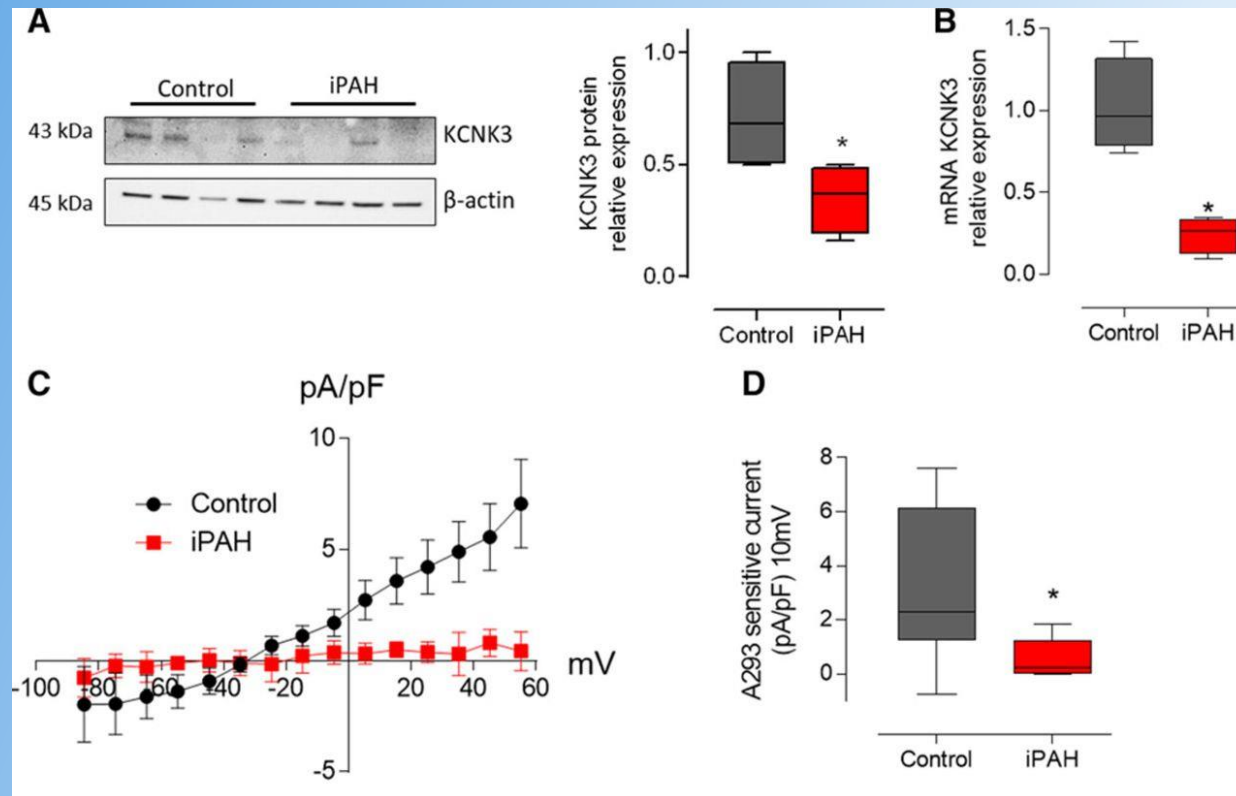 A
Control
iPAH
43 kDa
KCNK3
45 kDa
β-actin
KCNK3 protein
relative expression
1.0
0.5
0.0
*
Control
iPAH
B
mRNA KCNK3
relative expression
1.5
1.0
0.5
0.0
*
Control
iPAH
C
pA/pF
10
5
-5
Control
iPAH
-100
-80
-60
-40
-20
20
40
60
mV
D
A293 sensitive current
(pA/pF) 10mV
8
6
4
2
0
*
Control
iPAH